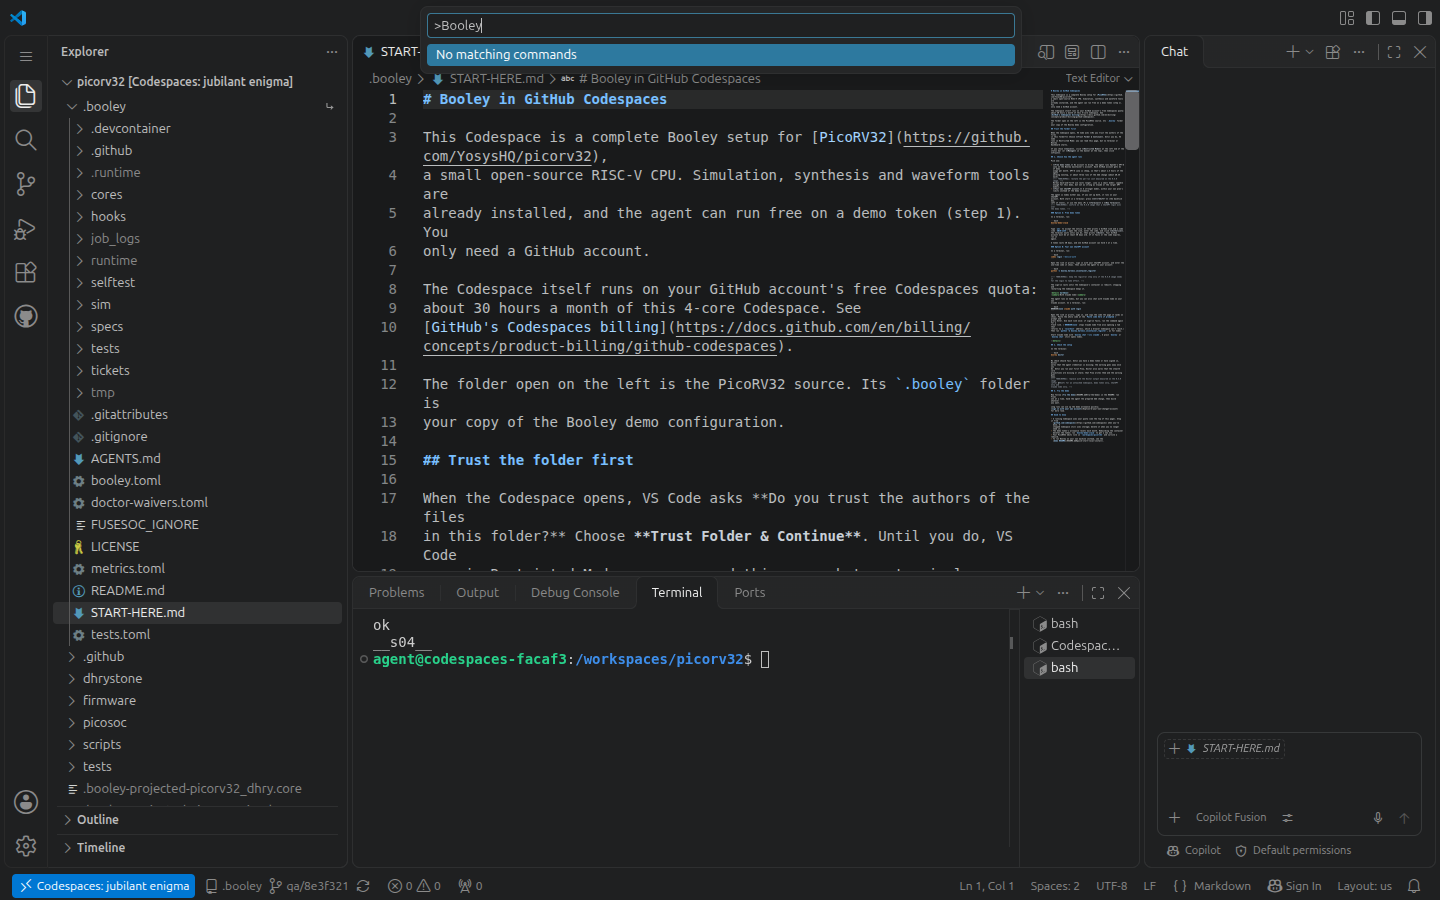 >Booley
No matching commands
Explorer
picorv32 [Codespaces: jubilant enigma]
.booley
.devcontainer
.github
.runtime
cores
hooks
job_logs
runtime
selftest
sim
specs
tests
tickets
tmp
.gitattributes
.gitignore
AGENTS.md
booley.toml
doctor-waivers.toml
FUSESOC_IGNORE
LICENSE
metrics.toml
README.md
START-HERE.md
tests.toml
.github
dhrystone
firmware
picosoc
scripts
tests
.booley-projected-picorv32_dhry.core
Outline
Timeline
START-
.booley > START-HERE.md > abc # Booley in GitHub Codespaces
Text Editor
1 # Booley in GitHub Codespaces
2
3 This Codespace is a complete Booley setup for [PicoRV32](https://github.
com/YosysHQ/picorv32),
4 a small open-source RISC-V CPU. Simulation, synthesis and waveform tools
are
5 already installed, and the agent can run free on a demo token (step 1).
You
6 only need a GitHub account.
7
8 The Codespace itself runs on your GitHub account's free Codespaces quota:
9 about 30 hours a month of this 4-core Codespace. See
10 [GitHub's Codespaces billing](https://docs.github.com/en/billing/
concepts/product-billing/github-codespaces).
11
12 The folder open on the left is the PicoRV32 source. Its `.booley` folder
is
13 your copy of the Booley demo configuration.
14
15 ## Trust the folder first
16
17 When the Codespace opens, VS Code asks **Do you trust the authors of the
files
18 in this folder?** Choose **Trust Folder & Continue**. Until you do, VS
Code
Problems
Output
Debug Console
Terminal
Ports
ok
__s04__
agent@codespaces-facaf3:/workspaces/picorv32$
bash
Codespac...
bash
Chat
START-HERE.md
Copilot Fusion
Copilot
Default permissions
Codespaces: jubilant enigma
.booley
qa/8e3f321
0
0
0
Ln 1, Col 1
Spaces: 2
UTF-8
LF
{ } Markdown
Sign In
Layout: us